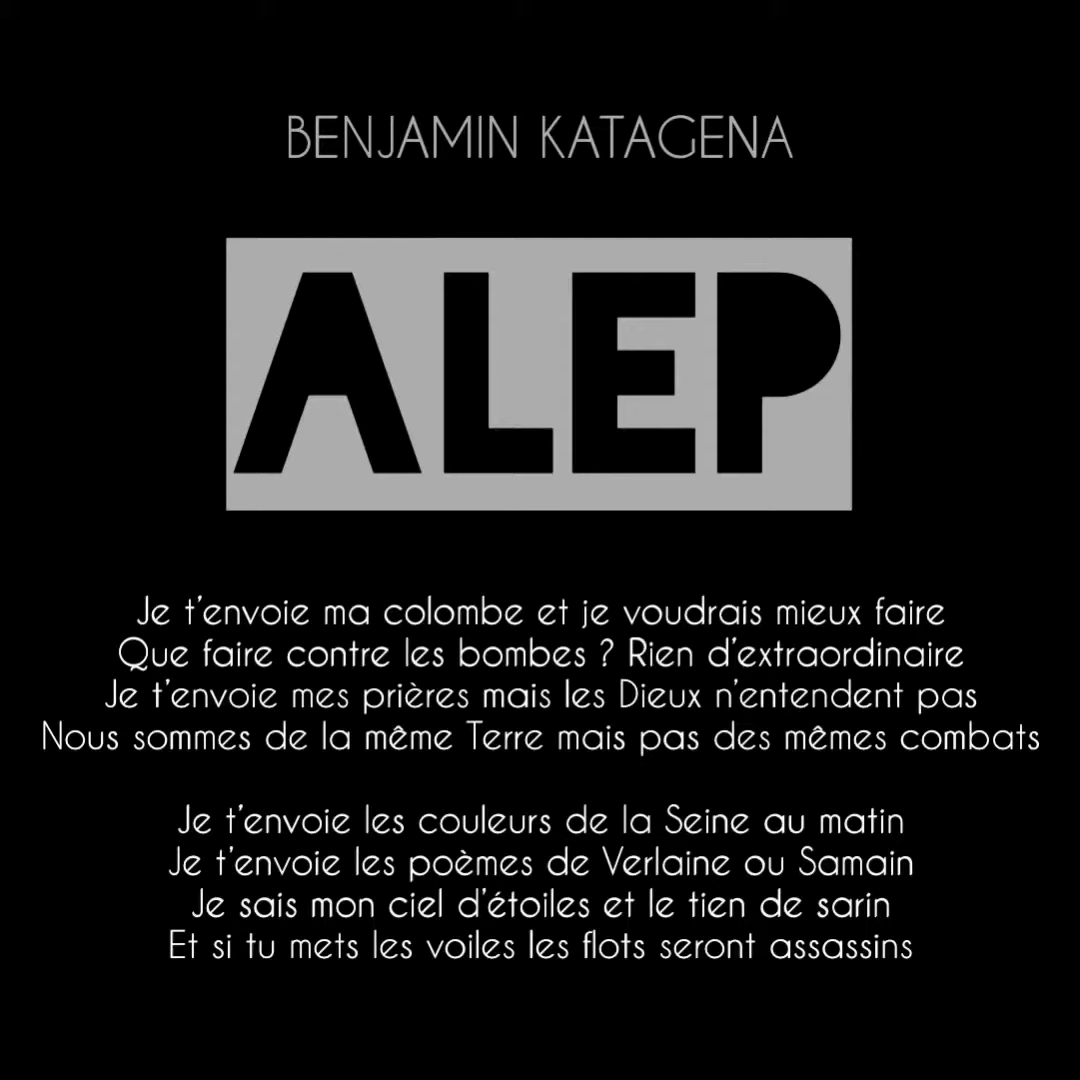 BENJAMIN KATAGENA
ALEP
Je t'envoie ma colombe et je voudrais mieux faire
Que faire contre les bombes ? Rien d'extraordinaire
Je t'envoie mes prières mais les Dieux n'entendent pas
Nous sommes de la même Terre mais pas des mêmes combats
Je t'envoie les couleurs de la Seine au matin
Je t'envoie les poèmes de Verlaine ou Samain
Je sais mon ciel d'étoiles et le tien de sarin
Et si tu mets les voiles les flots seront assassins